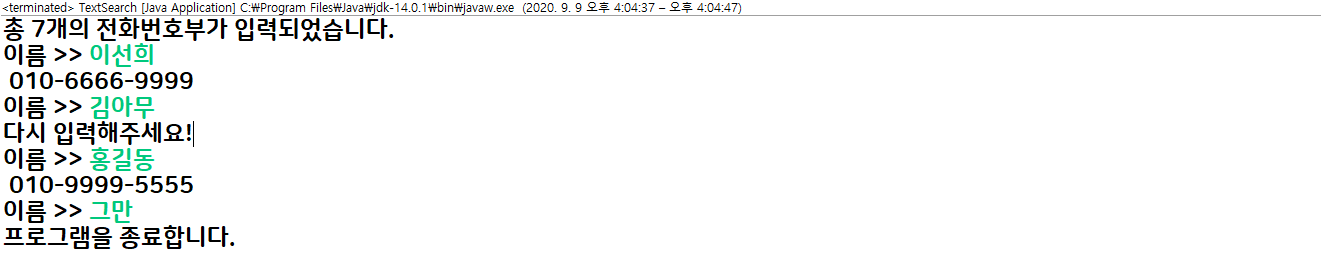 <terminated> TextSearch [Java Application] C:₩Program Files₩Java₩jdk-14.0.1₩bin₩javaw.exe (2020. 9. 9 오후 4:04:37 – 오후 4:04:47)
총 7개의 전화번호부가 입력되었습니다.
이름 >> 이선희
010-6666-9999
이름 >> 김아무
다시 입력해주세요!
이름 >> 홍길동
010-9999-5555
이름 >> 그만
프로그램을 종료합니다.